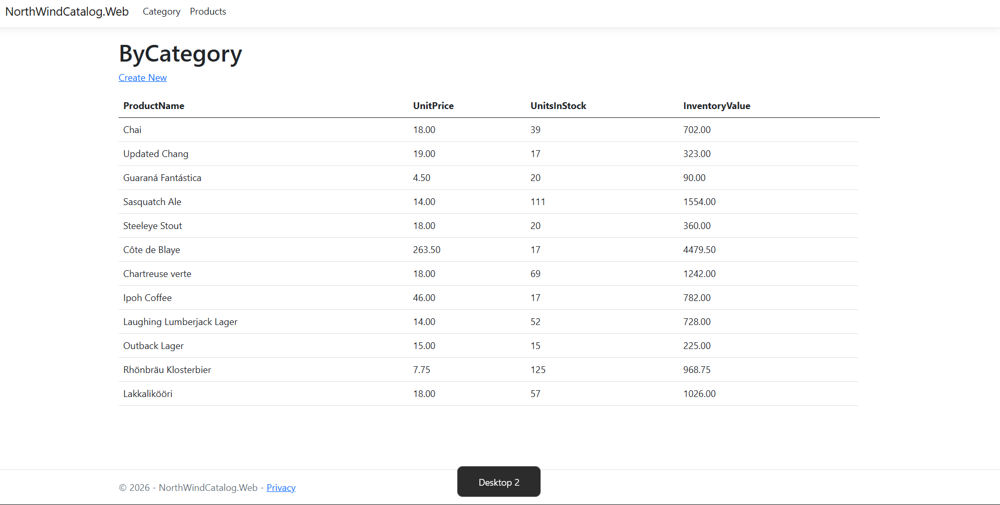 NorthWindCatalog.Web Category Products
ByCategory
Create New
ProductName UnitPrice UnitsInStock InventoryValue
Chai 18.00 39 702.00
Updated Chang 19.00 17 323.00
Guaraná Fantástica 4.50 20 90.00
Sasquatch Ale 14.00 111 1554.00
Steeleye Stout 18.00 20 360.00
Côte de Blaye 263.50 17 4479.50
Chartreuse verte 18.00 69 1242.00
Ipoh Coffee 46.00 17 782.00
Laughing Lumberjack Lager 14.00 52 728.00
Outback Lager 15.00 15 225.00
Rhönbräu Klosterbier 7.75 125 968.75
Lakkalikööri 18.00 57 1026.00
© 2026 - NorthWindCatalog.Web - Privacy
Desktop 2